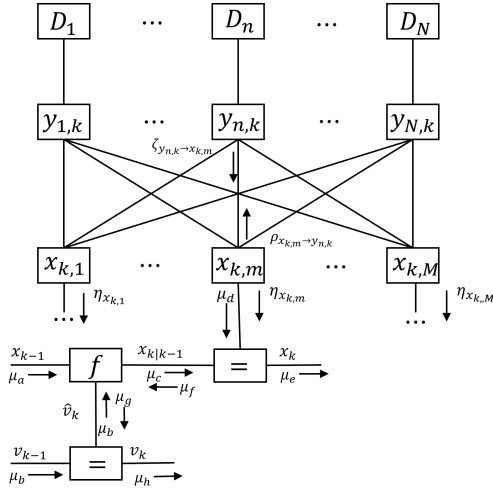 D_1 ... D_n ... D_N
y_{1,k} ... y_{n,k} ... y_{N,k}
ζ_{y_{n,k}→x_{k,m}}
ρ_{x_{k,m}→y_{n,k}}
x_{k,1} ... x_{k,m} ... x_{k,M}
η_{x_{k,1}} μ_d η_{x_{k,m}} η_{x_{k,,M}}
... ...
x_{k-1} x_{k|k-1} x_k
f =
μ_a μ_c μ_f μ_e
v̂_k μ_g
μ_b
v_{k-1} = v_k
μ_b μ_h